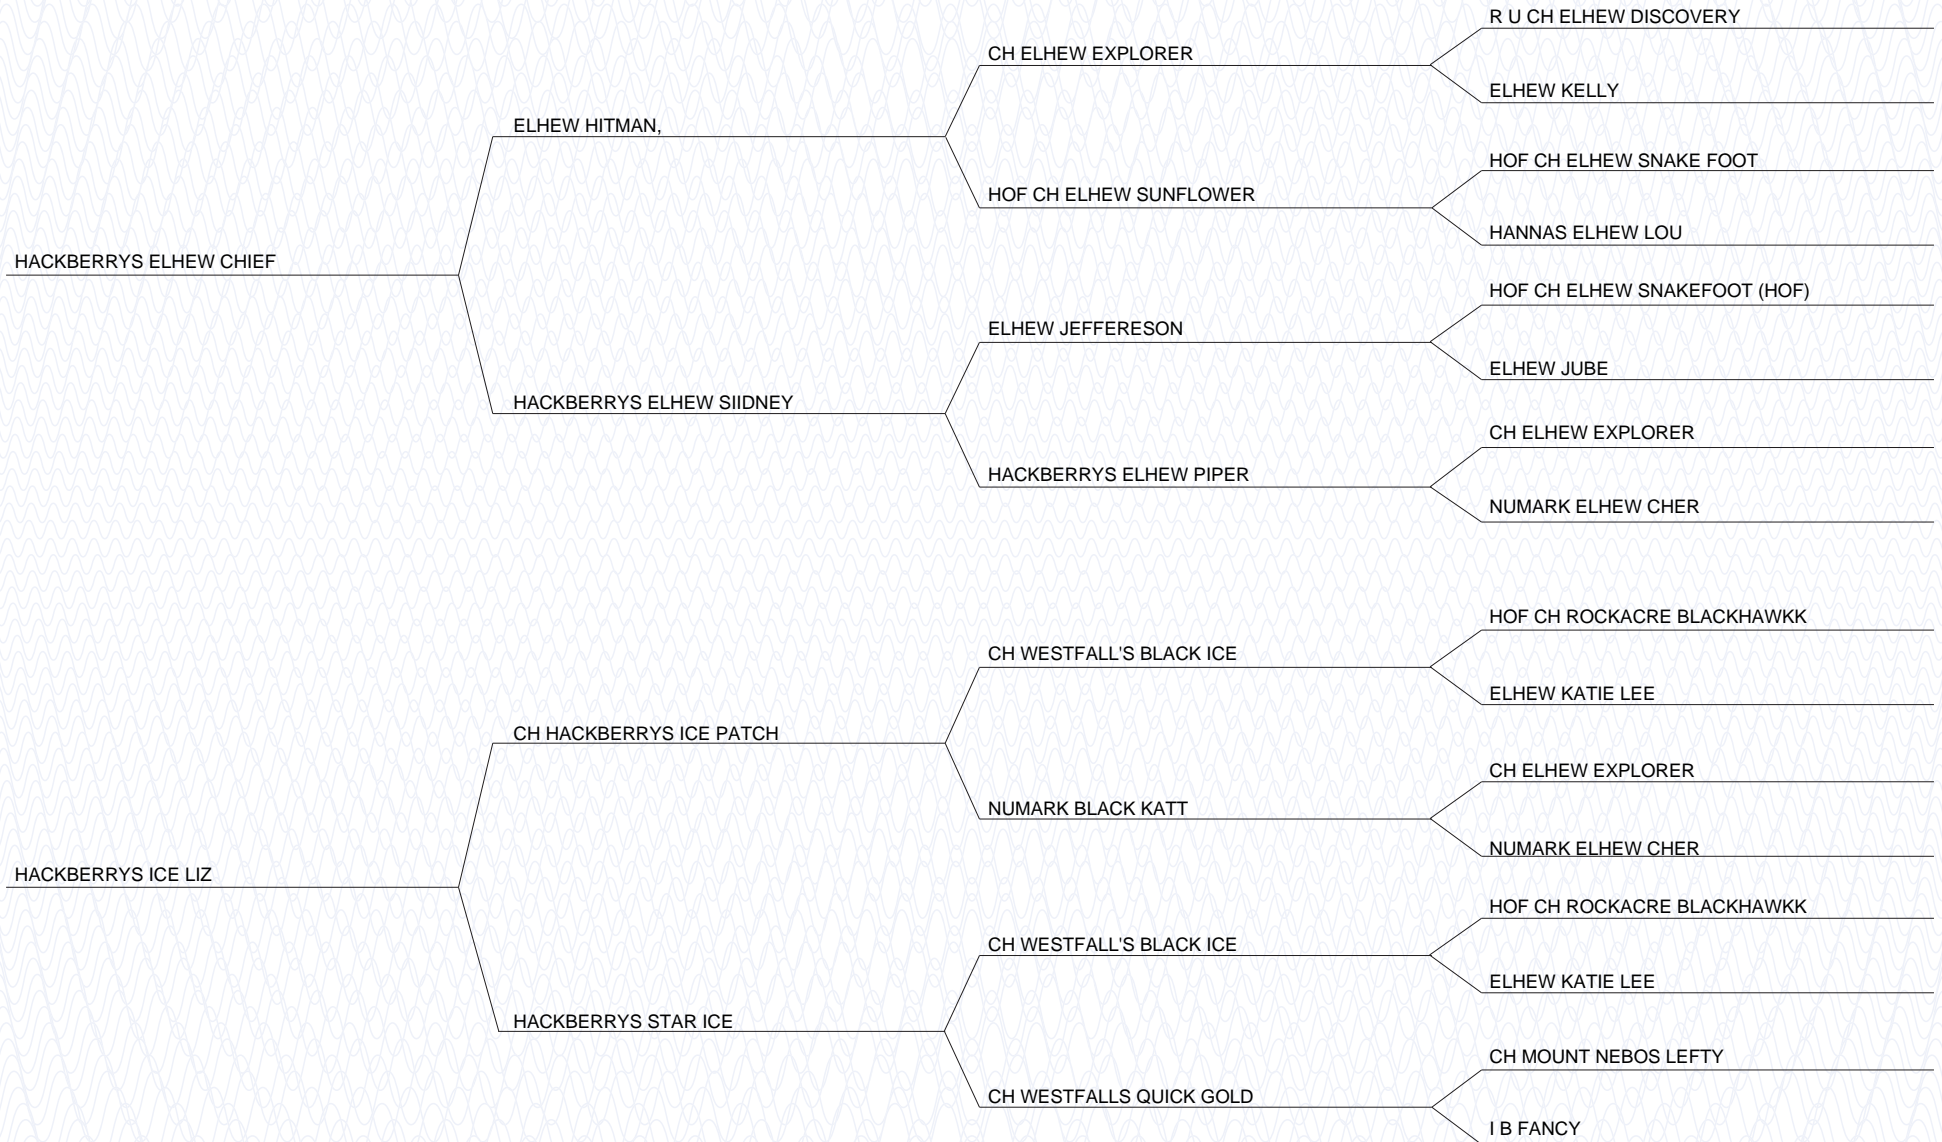 R U CH ELHEW DISCOVERY
CH ELHEW EXPLORER
ELHEW KELLY
ELHEW HITMAN,
HOF CH ELHEW SNAKE FOOT
HOF CH ELHEW SUNFLOWER
HANNAS ELHEW LOU
HACKBERRYS ELHEW CHIEF
HOF CH ELHEW SNAKEFOOT (HOF)
ELHEW JEFFERESON
ELHEW JUBE
HACKBERRYS ELHEW SIIDNEY
CH ELHEW EXPLORER
HACKBERRYS ELHEW PIPER
NUMARK ELHEW CHER
HOF CH ROCKACRE BLACKHAWKK
CH WESTFALL'S BLACK ICE
ELHEW KATIE LEE
CH HACKBERRYS ICE PATCH
CH ELHEW EXPLORER
NUMARK BLACK KATT
NUMARK ELHEW CHER
HACKBERRYS ICE LIZ
HOF CH ROCKACRE BLACKHAWKK
CH WESTFALL'S BLACK ICE
ELHEW KATIE LEE
HACKBERRYS STAR ICE
CH MOUNT NEBOS LEFTY
CH WESTFALLS QUICK GOLD
I B FANCY